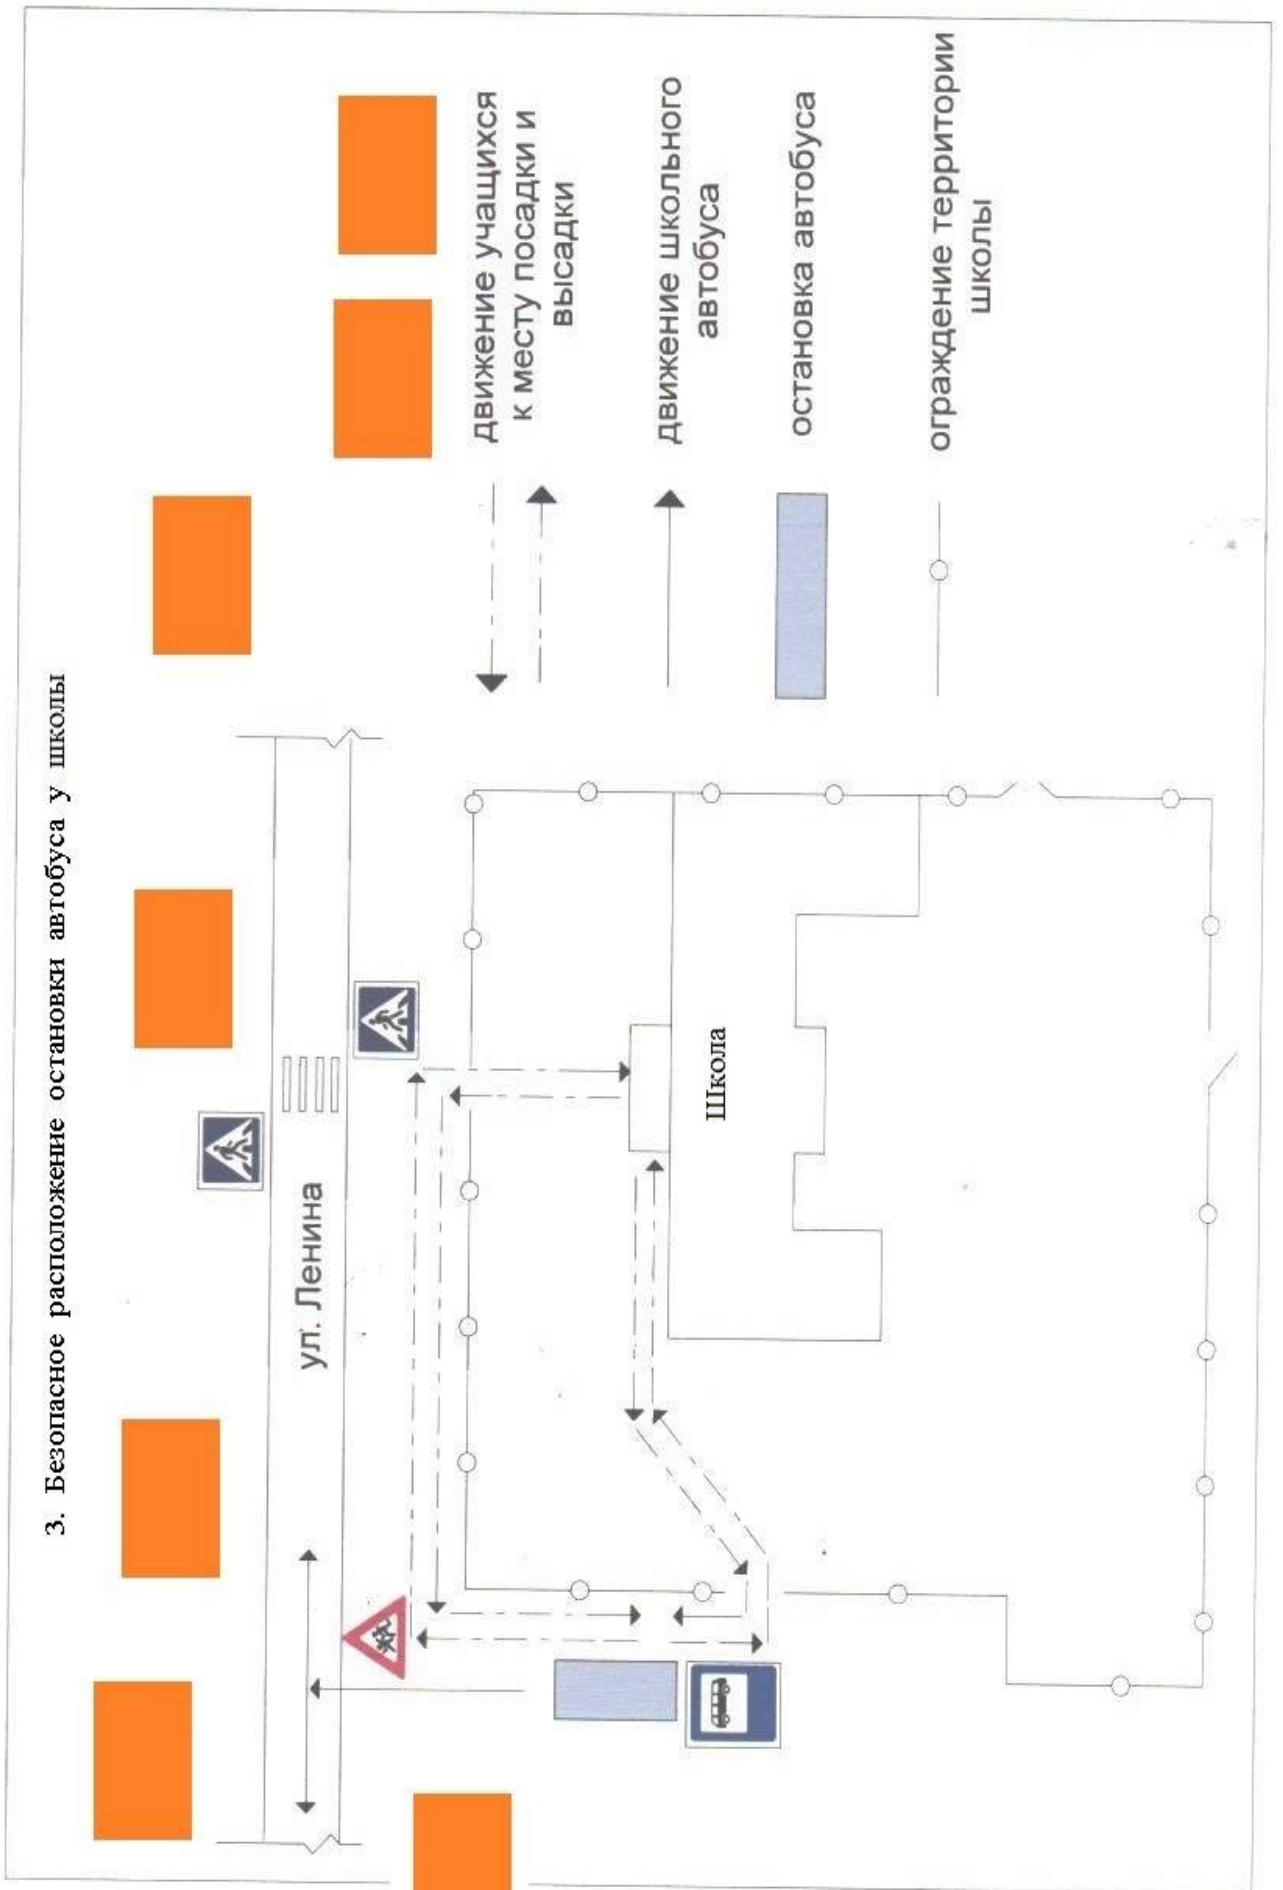 3. Безопасное расположение остановки автобуса у школы
ул. Ленина
Школа
движение учащихся
к месту посадки и
высадки
движение школьного
автобуса
остановка автобуса
ограждение территории
школы